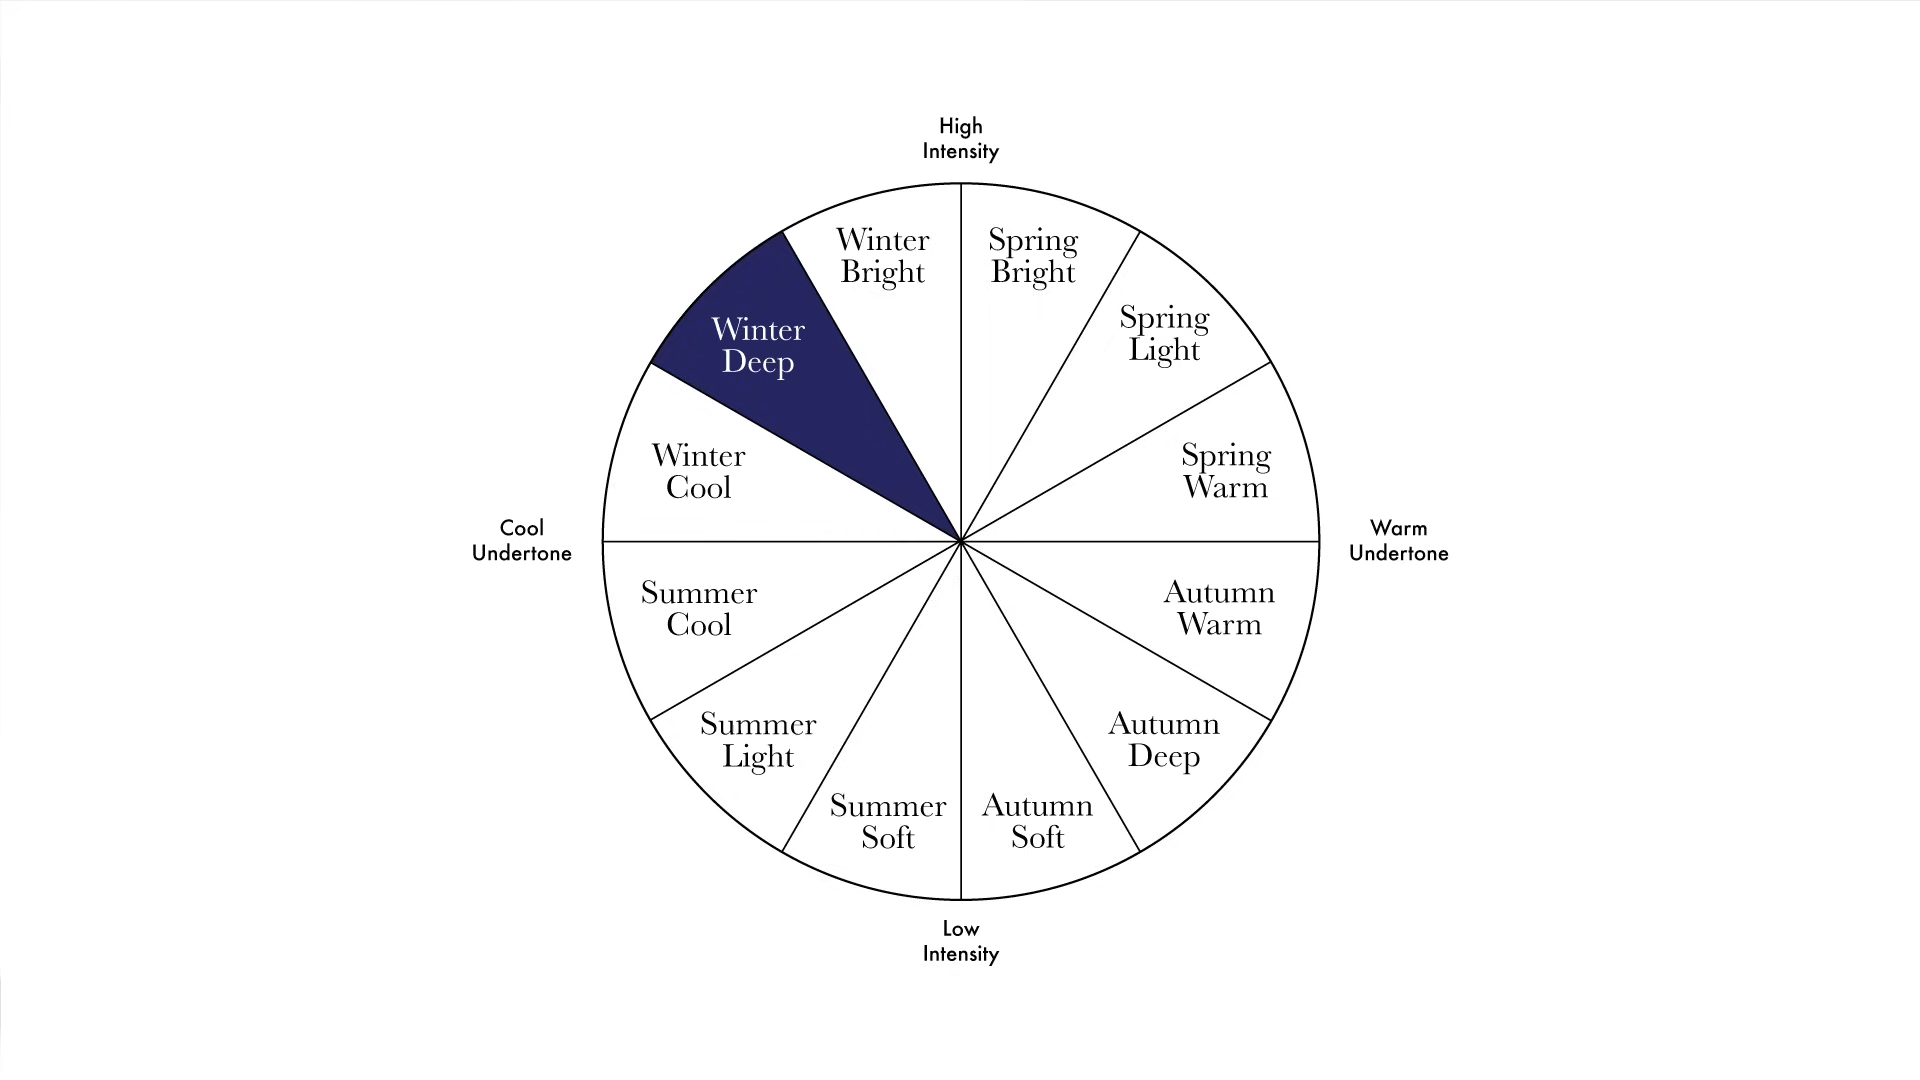 High
Intensity
Winter
Bright
Spring
Bright
Winter
Deep
Spring
Light
Winter
Cool
Spring
Warm
Cool
Undertone
Warm
Undertone
Summer
Cool
Autumn
Warm
Summer
Light
Autumn
Deep
Summer
Soft
Autumn
Soft
Low
Intensity